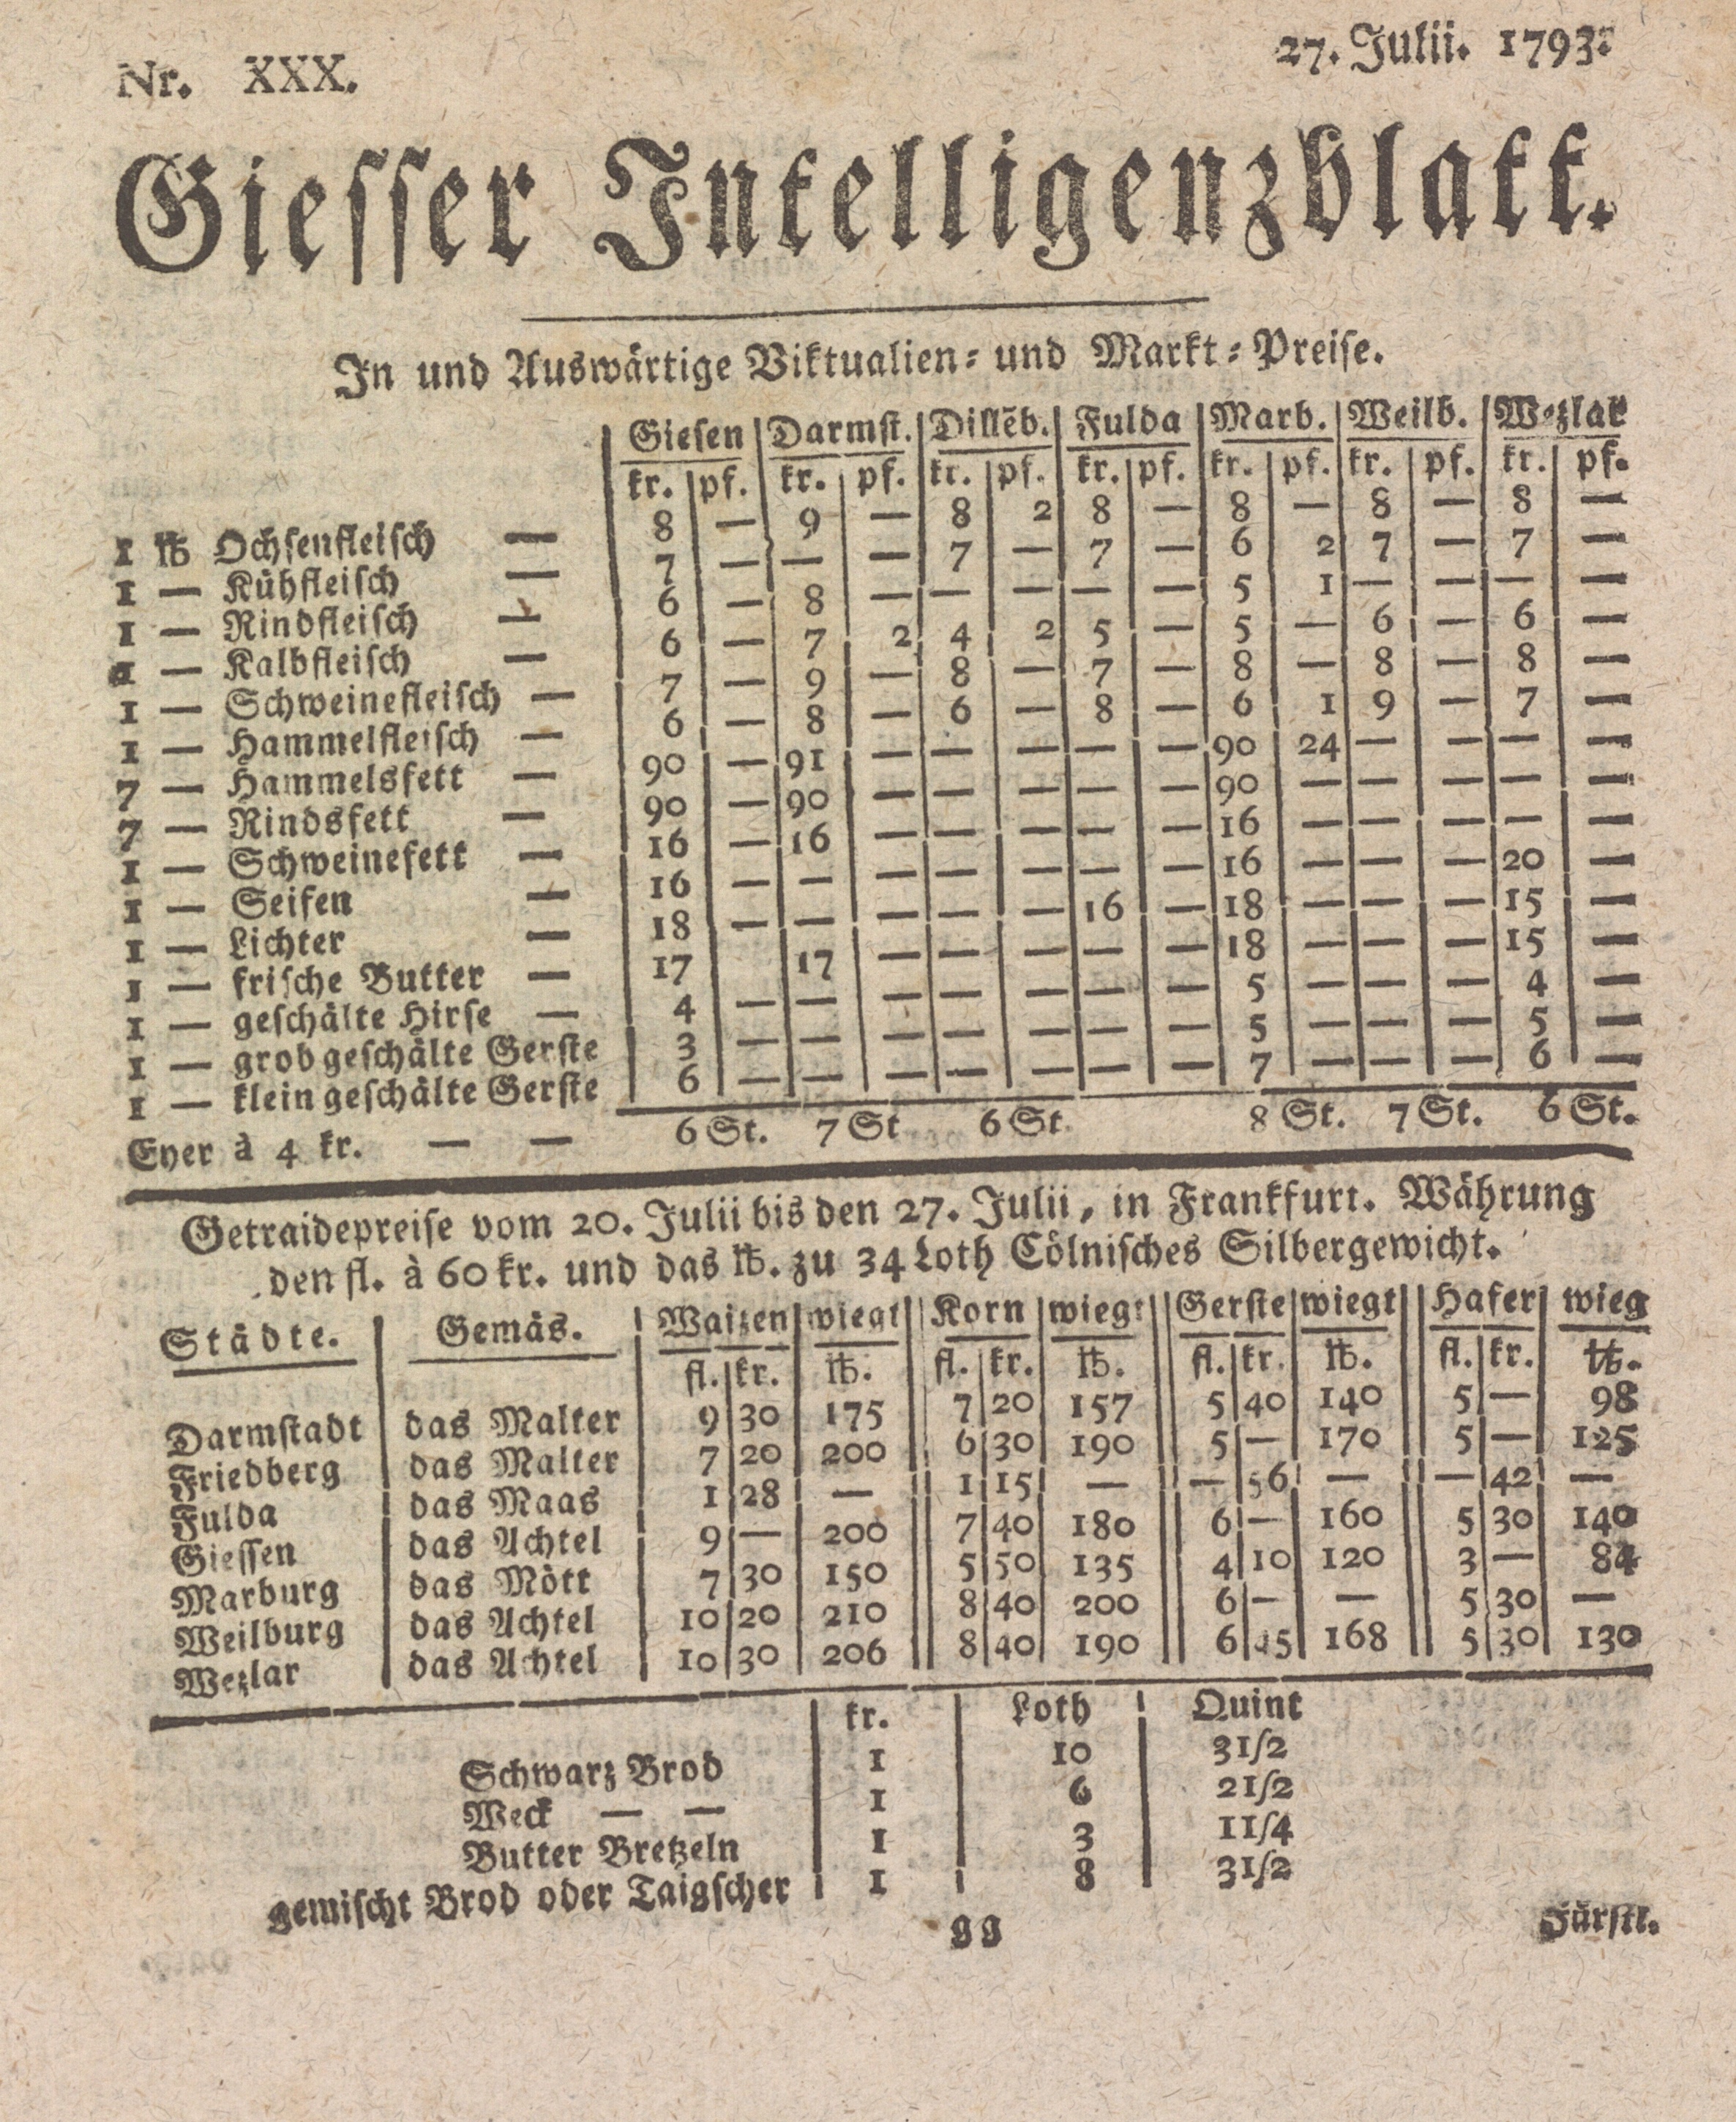 Nr. XXX. 27. Julii. 1793.
Giesser Intelligenzblatt.
In und Auswärtige Viktualien- und Markt-Preise.
Giesen | Darmst. | Dillēb. | Fulda | Marb. | Weilb. | Wezlar
kr. | pf. | kr. | pf. | kr. | pf. | kr. | pf. | kr. | pf. | kr. | pf. | kr. | pf.
1 ℔ Ochsenfleisch — 8 — 9 — 8 2 8 — 8 — 8 — 8 —
1 — Kühfleisch — 7 — — — 7 — 7 — 6 2 7 — 7 —
1 — Rindfleisch — 6 — 8 — — — — — 5 1 — — — —
1 — Kalbfleisch — 6 — 7 2 4 2 5 — 5 — 6 — 6 —
1 — Schweinefleisch — 7 — 9 — 8 — 7 — 8 — 8 — 8 —
1 — Hammelfleisch — 6 — 8 — 6 — 8 — 6 1 9 — 7 —
7 — Hammelsfett — 90 — 91 — — — — — 90 24 — — — —
7 — Rindsfett — 90 — 90 — — — — — 90 — — — — —
1 — Schweinefett — 16 — 16 — — — — — 16 — — — — —
1 — Seifen — 16 — — — — — — — 16 — — — 20 —
1 — Lichter — 18 — — — — — 16 — 18 — — — 15 —
1 — frische Butter — 17 17 — — — — — 18 — — — 15 —
1 — geschälte Hirse — 4 — — — — — — — 5 — — — 4 —
1 — grob geschälte Gerste 3 — — — — — — — 5 — — — 5 —
1 — klein geschälte Gerste 6 — — — — — — — 7 — — — 6 —
Eyer à 4 kr. — — 6 St. 7 St 6 St 8 St. 7 St. 6 St.
Getraidepreise vom 20. Julii bis den 27. Julii, in Frankfurt. Währung
den fl. à 60 kr. und das ℔. zu 34 Loth Cölnisches Silbergewicht.
Städte. | Gemäs. | Waitzen | wiegt | Korn | wiegt | Gerste | wiegt | Hafer | wieg
fl. | kr. | ℔. | fl. | kr. | ℔. | fl. | kr. | ℔. | fl. | kr. | ℔.
Darmstadt | das Malter | 9 | 30 | 175 | 7 | 20 | 157 | 5 | 40 | 140 | 5 | — | 98
Friedberg | das Malter | 7 | 20 | 200 | 6 | 30 | 190 | 5 | — | 170 | 5 | — | 125
Fulda | das Maas | 1 | 28 | — | 1 | 15 | — | — | 56 | — | — | 42 | —
Giessen | das Achtel | 9 | — | 200 | 7 | 40 | 180 | 6 | — | 160 | 5 | 30 | 140
Marburg | das Mött | 7 | 30 | 150 | 5 | 50 | 135 | 4 | 10 | 120 | 3 | — | 84
Weilburg | das Achtel | 10 | 20 | 210 | 8 | 40 | 200 | 6 | — | — | 5 | 30 | —
Wezlar | das Achtel | 10 | 30 | 206 | 8 | 40 | 190 | 6 | 168 | 5 | 30 | 130
kr. | Loth | Quint
Schwarz Brod | 1 | 10 | 3 1/2
Weck — — | 1 | 6 | 2 1/2
Butter Bretzeln | 1 | 3 | 1 1/4
gemischt Brod oder Taigscher | 1 | 8 | 3 1/2
gg Fürstl.